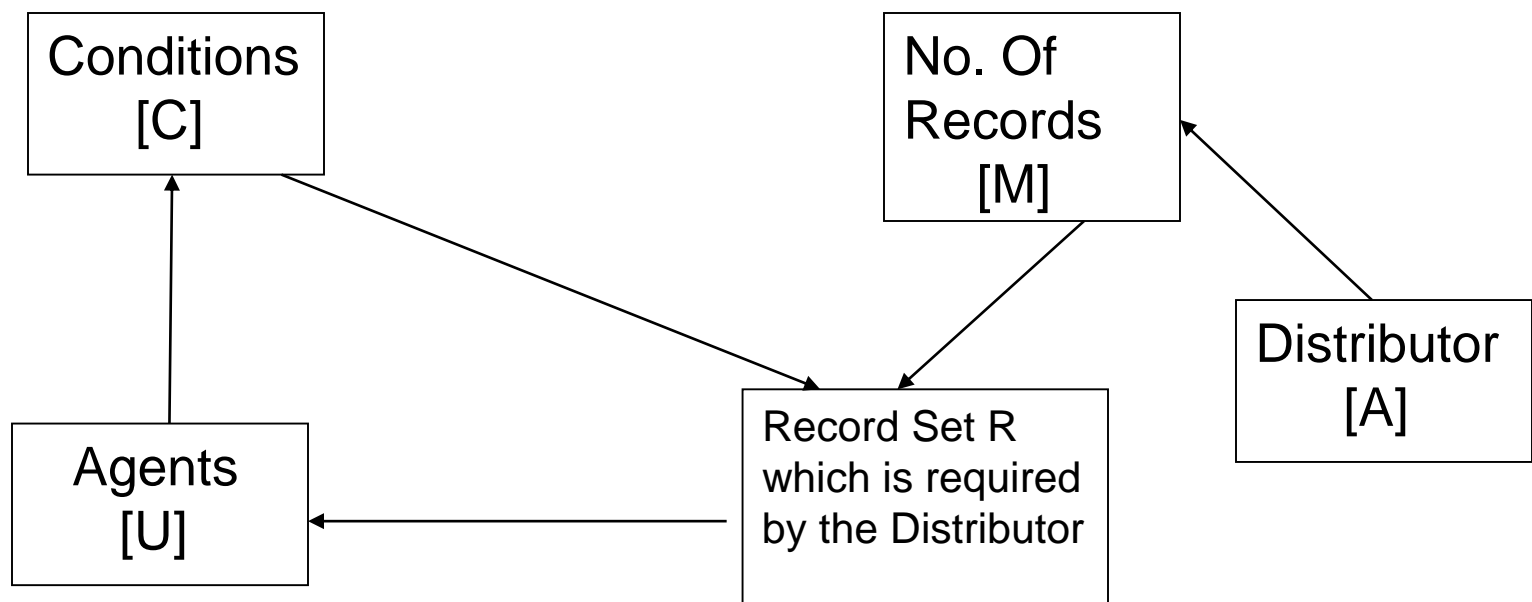 Conditions
[C]
No. Of
Records
[M]
Distributor
[A]
Agents
[U]
Record Set R
which is required
by the Distributor